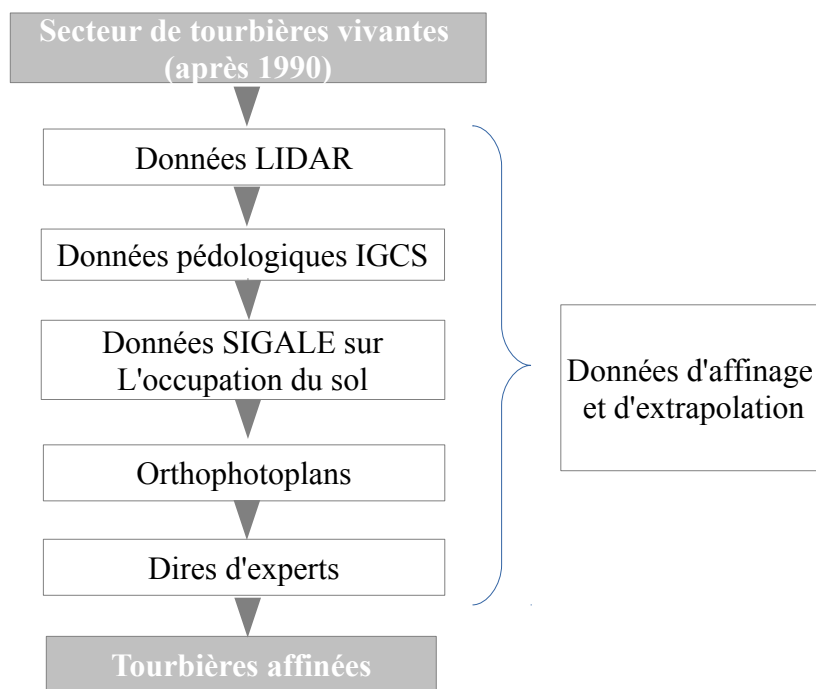 Secteur de tourbières vivantes
(après 1990)
Données LIDAR
Données pédologiques IGCS
Données SIGALE sur
L'occupation du sol
Orthophotoplans
Dires d'experts
Tourbières affinées
Données d'affinage
et d'extrapolation